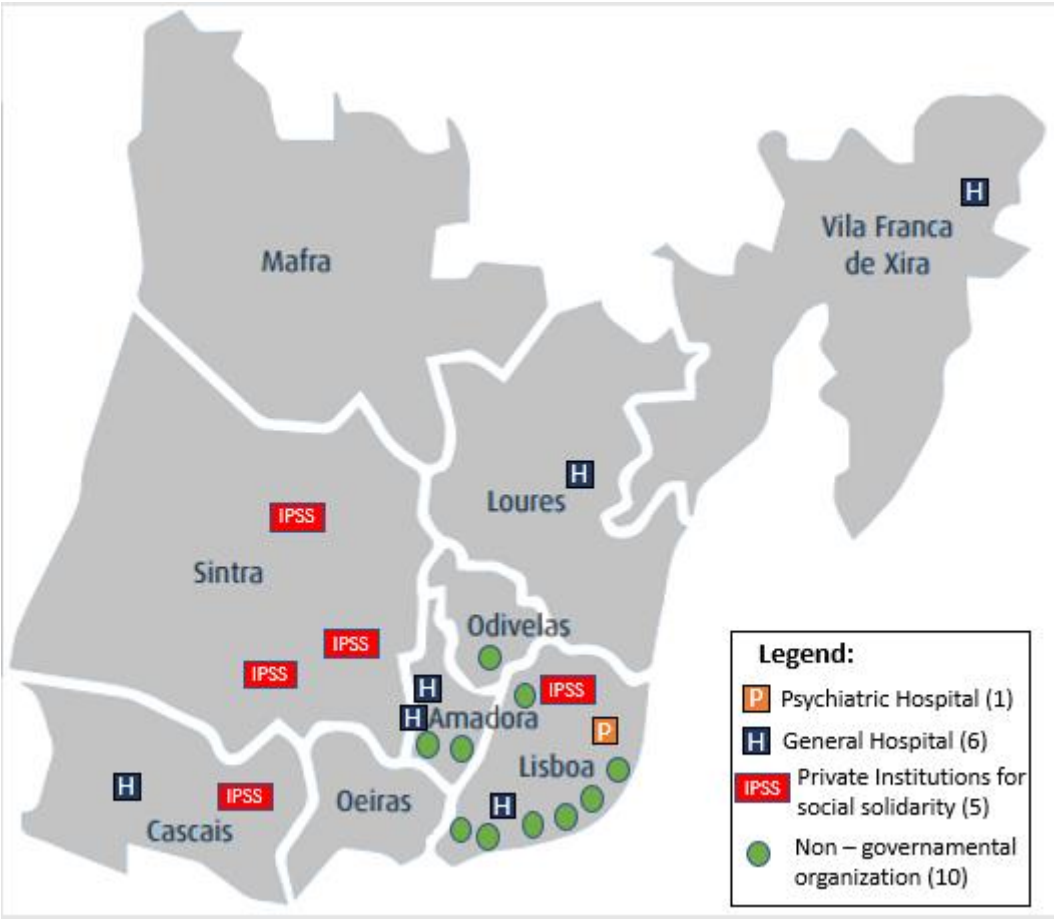 H
Vila Franca
de Xira
Mafra
H
Loures
IPSS
Sintra
Odivelas
IPSS
IPSS
H
IPSS
H
Amadora
P
Lisboa
H
IPSS
Oeiras
H
Cascais
Legend:
P Psychiatric Hospital (1)
H General Hospital (6)
IPSS Private Institutions for
social solidarity (5)
Non – governamental
organization (10)